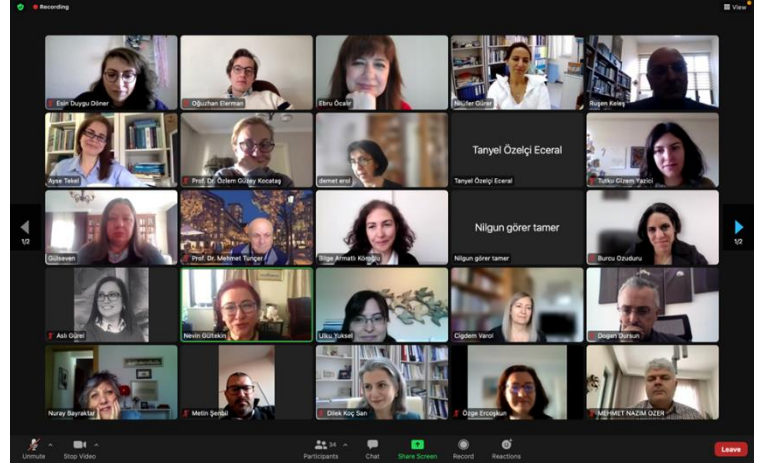 Recording
View
Esin Duygu Döner
Oğuzhan Elerman
Ebru Öcalır
Nilüfer Gürer
Ruşen Keleş
Ayse Tekel
Prof. Dr. Özlem Güzey Kocataş
demet erol
Tanyel Özelçi Eceral
Tanyel Özelçi Eceral
Tutku Gizem Yazici
Gülseven
Prof. Dr. Mehmet Tunçer
Bilge Armatlı Köroğlu
Nilgun görer tamer
Nilgun görer tamer
Burcu Ozuduru
1/2
1/2
Aslı Gürel
Nevin Gültekin
Ulku Yuksel
Cigdem Varol
Dogan Dursun
Nuray Bayraktar
Metin Şenbil
Dilek Koç San
Özge Ercoşkun
MEHMET NAZIM OZER
Unmute
Stop Video
34
Participants
Chat
Share Screen
Record
Reactions
Leave